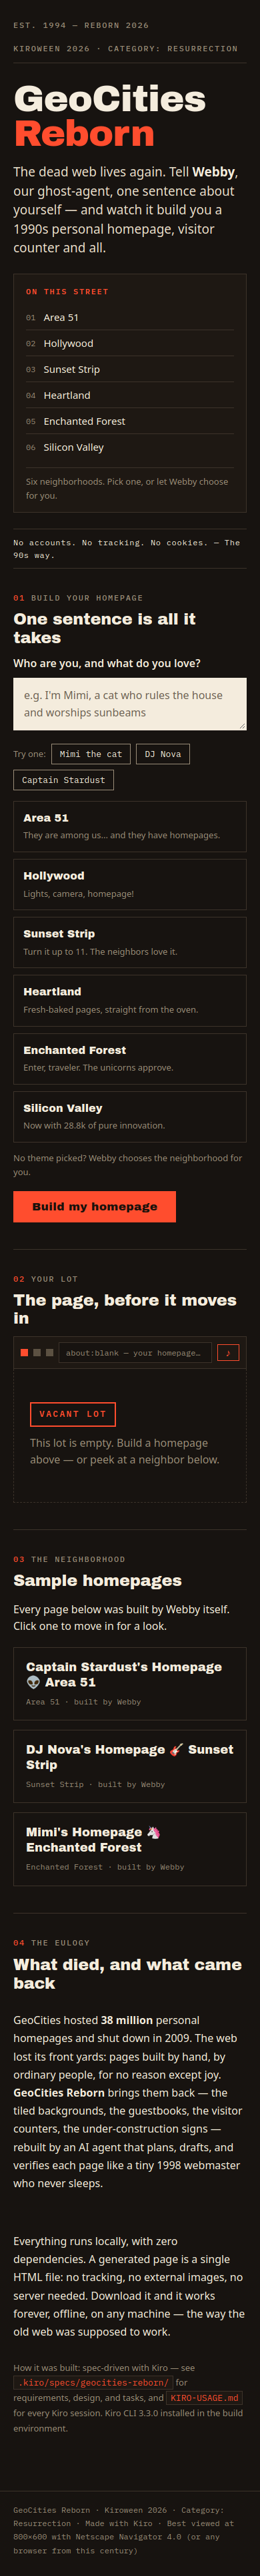 EST. 1994 — REBORN 2026
KIROWEEN 2026 · CATEGORY: RESURRECTION
GeoCities
Reborn
The dead web lives again. Tell Webby,
our ghost-agent, one sentence about
yourself — and watch it build you a
1990s personal homepage, visitor
counter and all.
ON THIS STREET
01 Area 51
02 Hollywood
03 Sunset Strip
04 Heartland
05 Enchanted Forest
06 Silicon Valley
Six neighborhoods. Pick one, or let Webby choose
for you.
No accounts. No tracking. No cookies. — The
90s way.
01 BUILD YOUR HOMEPAGE
One sentence is all it
takes
Who are you, and what do you love?
e.g. I'm Mimi, a cat who rules the house
and worships sunbeams
Try one: Mimi the cat DJ Nova
Captain Stardust
Area 51
They are among us... and they have homepages.
Hollywood
Lights, camera, homepage!
Sunset Strip
Turn it up to 11. The neighbors love it.
Heartland
Fresh-baked pages, straight from the oven.
Enchanted Forest
Enter, traveler. The unicorns approve.
Silicon Valley
Now with 28.8k of pure innovation.
No theme picked? Webby chooses the neighborhood for
you.
Build my homepage
02 YOUR LOT
The page, before it moves
in
about:blank — your homepage…
♪
VACANT LOT
This lot is empty. Build a homepage
above — or peek at a neighbor below.
03 THE NEIGHBORHOOD
Sample homepages
Every page below was built by Webby itself.
Click one to move in for a look.
Captain Stardust's Homepage
👽 Area 51
Area 51 · built by Webby
DJ Nova's Homepage 🎸 Sunset
Strip
Sunset Strip · built by Webby
Mimi's Homepage 🦄
Enchanted Forest
Enchanted Forest · built by Webby
04 THE EULOGY
What died, and what came
back
GeoCities hosted 38 million personal
homepages and shut down in 2009. The web
lost its front yards: pages built by hand, by
ordinary people, for no reason except joy.
GeoCities Reborn brings them back — the
tiled backgrounds, the guestbooks, the visitor
counters, the under-construction signs —
rebuilt by an AI agent that plans, drafts, and
verifies each page like a tiny 1998 webmaster
who never sleeps.
Everything runs locally, with zero
dependencies. A generated page is a single
HTML file: no tracking, no external images, no
server needed. Download it and it works
forever, offline, on any machine — the way the
old web was supposed to work.
How it was built: spec-driven with Kiro — see
.kiro/specs/geocities-reborn/ for
requirements, design, and tasks, and KIRO-USAGE.md
for every Kiro session. Kiro CLI 3.3.0 installed in the build
environment.
GeoCities Reborn · Kiroween 2026 · Category:
Resurrection · Made with Kiro · Best viewed at
800×600 with Netscape Navigator 4.0 (or any
browser from this century)